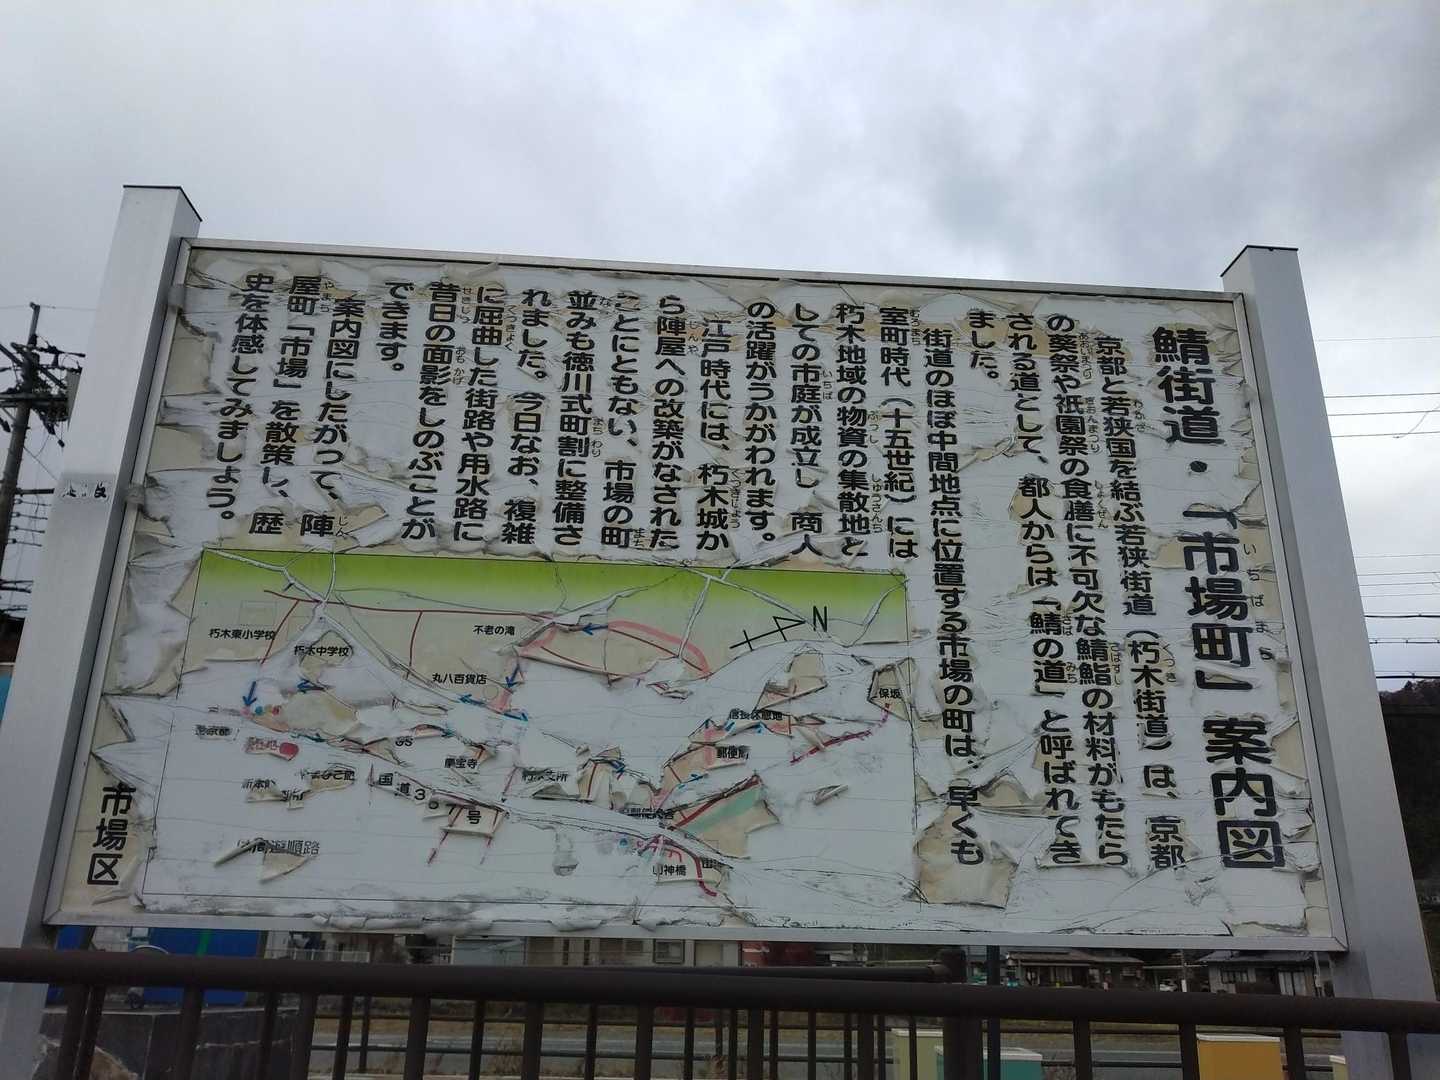 鯖街道・「市場町」案内図
いちばまち
京都と若狭国を結ぶ若狭街道（朽木街道）は、京都
の葵祭や祇園祭の食膳に不可欠な鯖鮨の材料がもたら
される道として、都人からは「鯖の道」と呼ばれてき
ました。
街道のほぼ中間地点に位置する市場の町は、早くも
室町時代（十五世紀）には
朽木地域の物資の集散地と
しての市庭が成立し商人
の活躍がうかがわれます。
江戸時代には、朽木城か
ら陣屋への改築がなされた
ことにともない、市場の町
並みも徳川式町割に整備さ
れました。今日なお、複雑
に屈曲した街路や用水路に
昔日の面影をしのぶことが
できます。
案内図にしたがって、陣
屋町「市場」を散策し、歴
史を体感してみましょう。
N
朽木東小学校
不老の滝
朽木中学校
丸八百貨店
保坂
郵便局
GS
宝寺
国道3
号
順路
山神橋
市場区